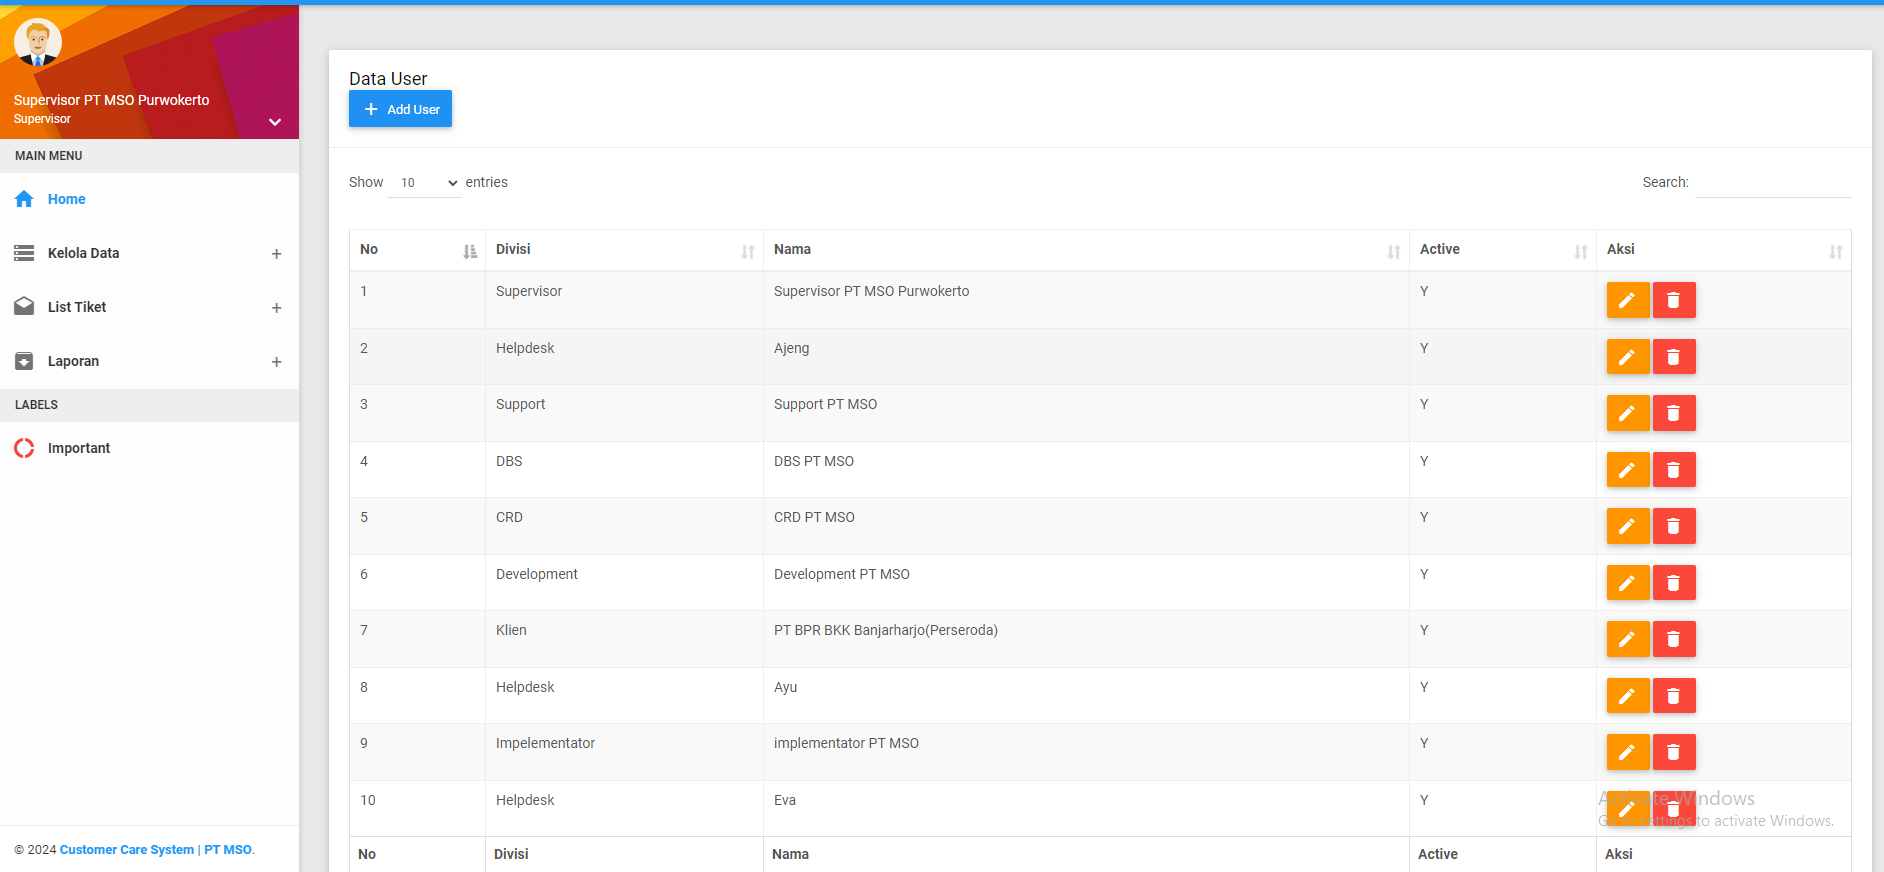 Supervisor PT MSO Purwokerto
Supervisor
MAIN MENU
Home
Kelola Data
List Tiket
Laporan
LABELS
Important
© 2024 Customer Care System | PT MSO.
Data User
Add User
Show 10 entries
Search:
No Divisi Nama Active Aksi
1 Supervisor Supervisor PT MSO Purwokerto Y
2 Helpdesk Ajeng Y
3 Support Support PT MSO Y
4 DBS DBS PT MSO Y
5 CRD CRD PT MSO Y
6 Development Development PT MSO Y
7 Klien PT BPR BKK Banjarharjo(Perseroda) Y
8 Helpdesk Ayu Y
9 Impelementator implementator PT MSO Y
10 Helpdesk Eva Y
No Divisi Nama Active Aksi
Activate Windows
Go to Settings to activate Windows.